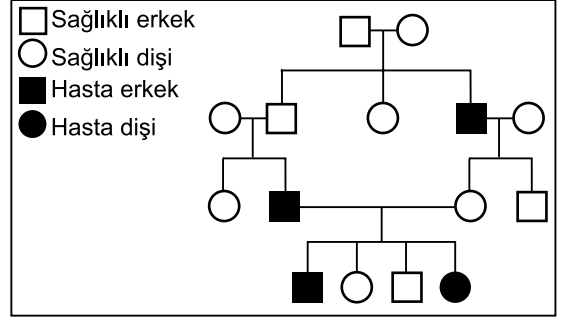 Sağlıklı erkek
Sağlıklı dişi
Hasta erkek
Hasta dişi